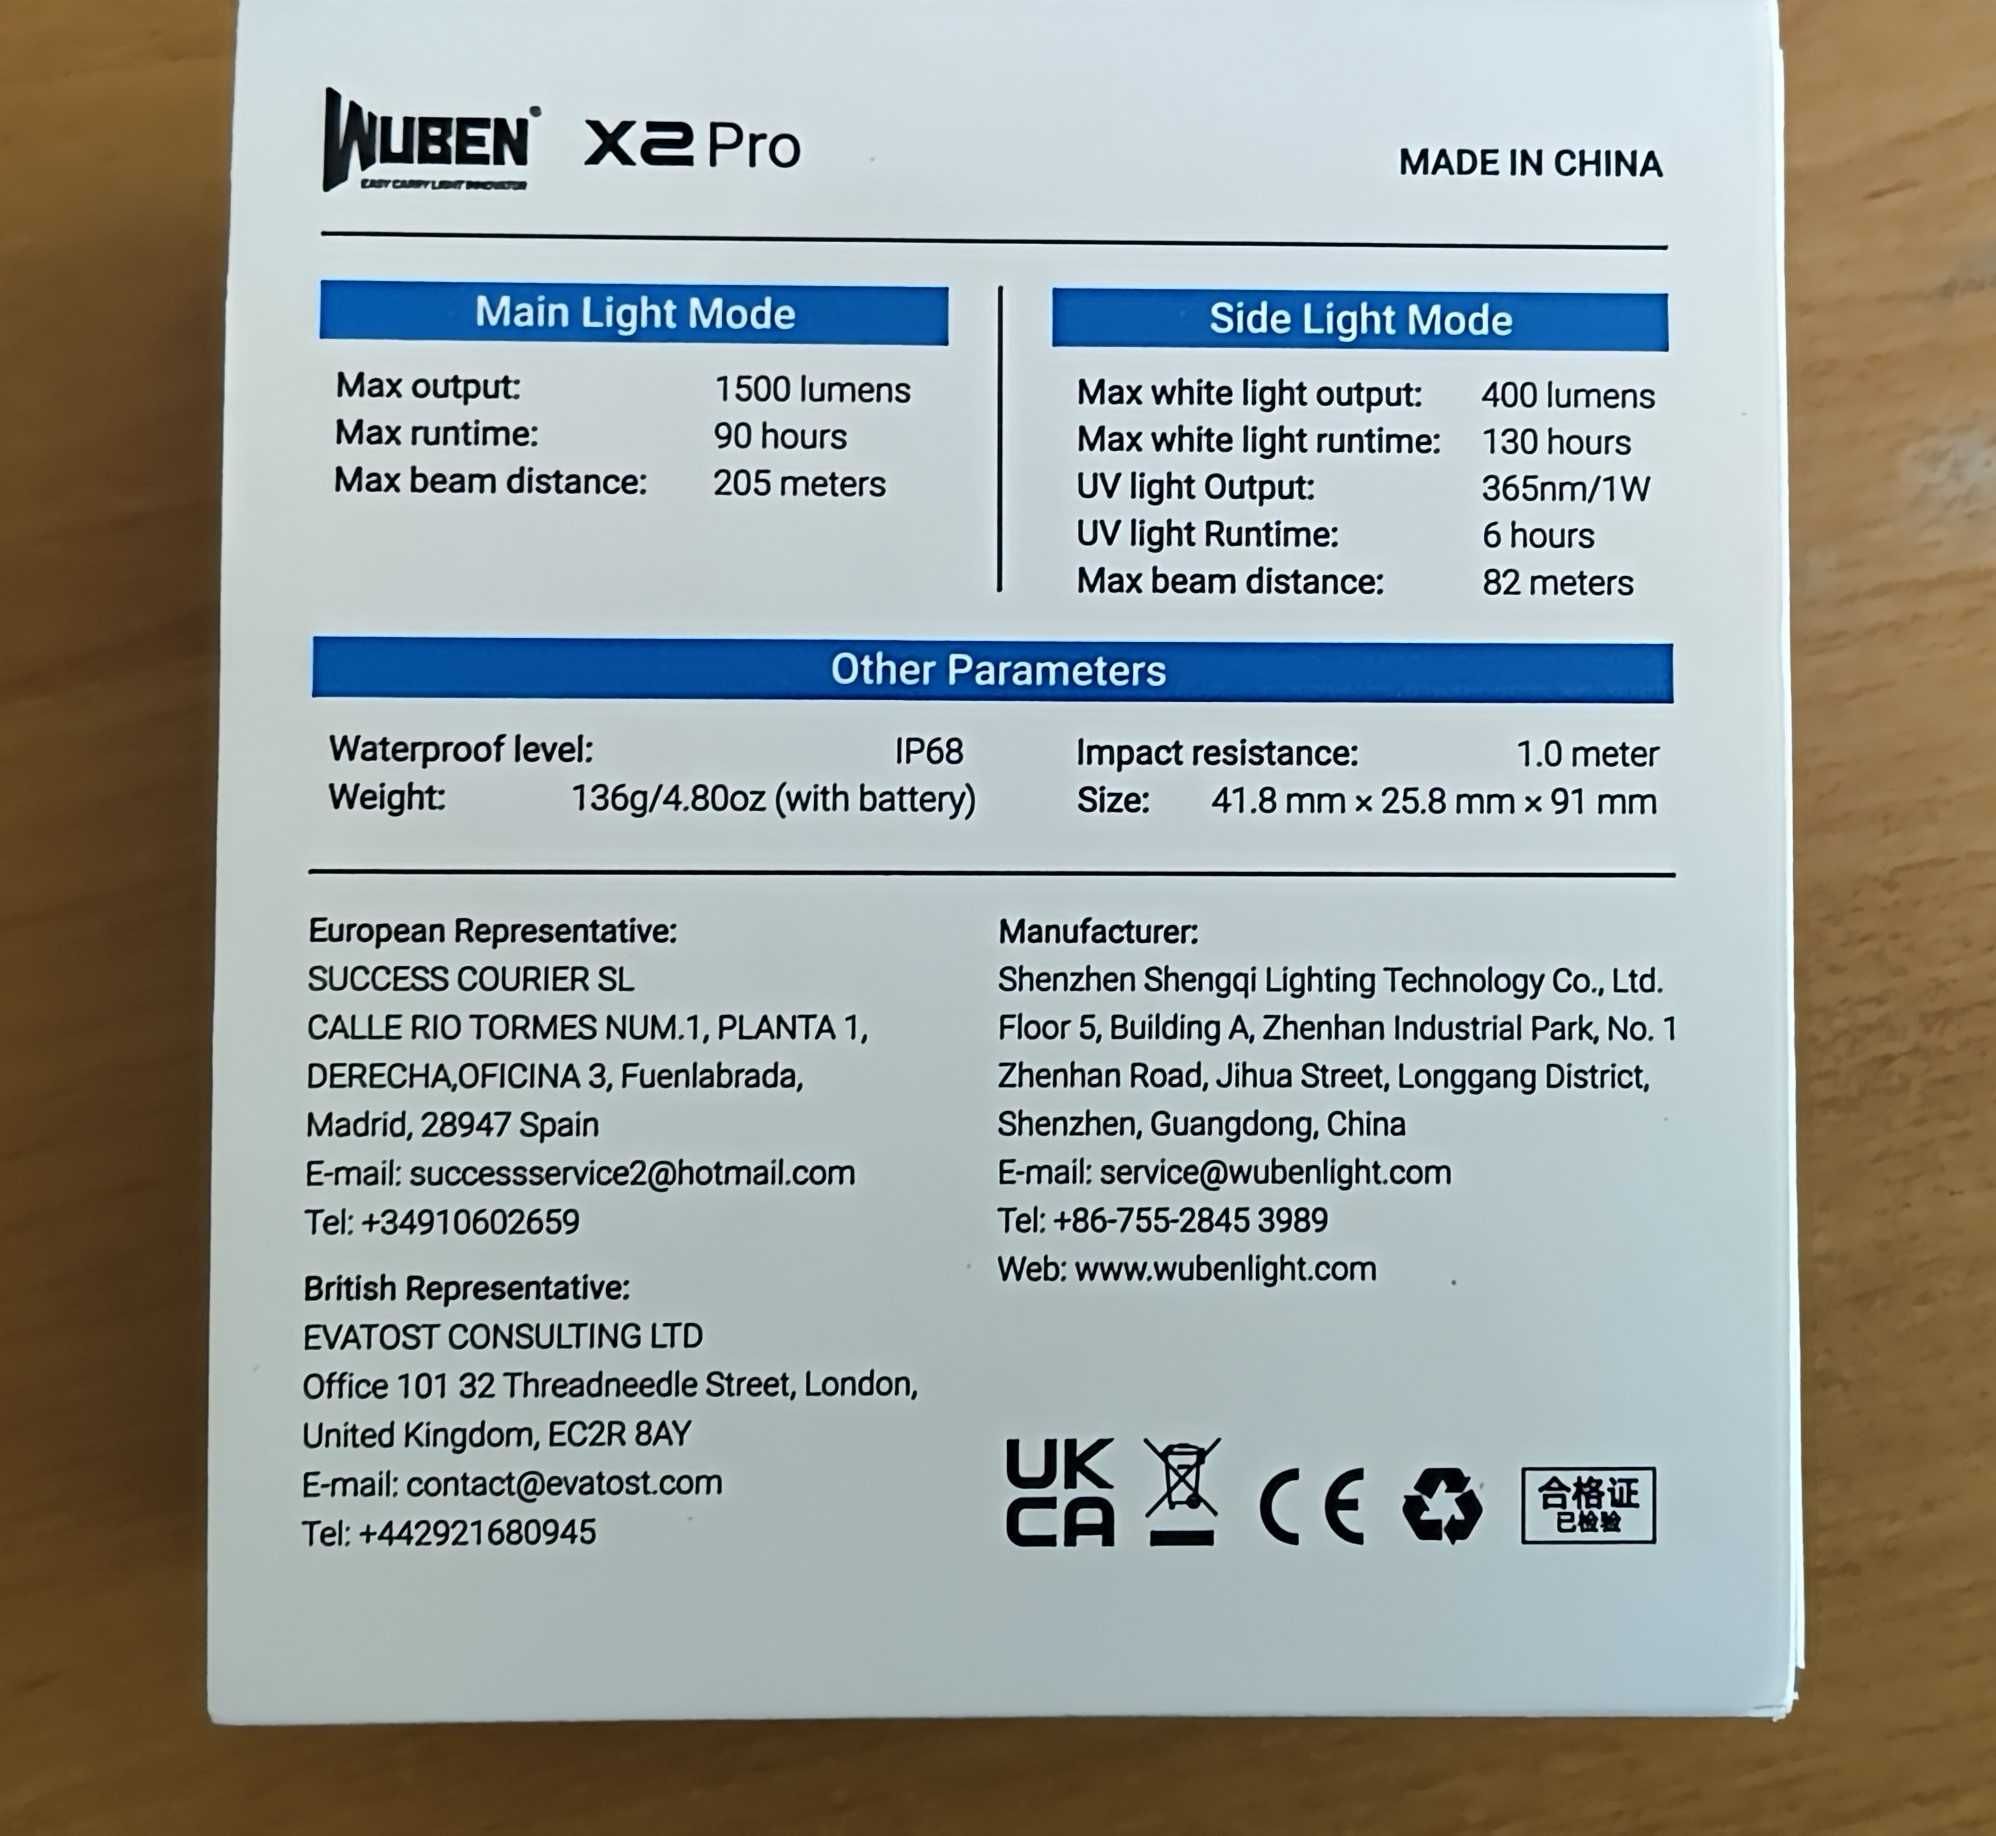 WUBEN
EASY CARRY LIGHT INNOVATOR
X2 Pro
MADE IN CHINA
Main Light Mode
Max output: 1500 lumens
Max runtime: 90 hours
Max beam distance: 205 meters
Side Light Mode
Max white light output: 400 lumens
Max white light runtime: 130 hours
UV light Output: 365nm/1W
UV light Runtime: 6 hours
Max beam distance: 82 meters
Other Parameters
Waterproof level: IP68
Weight: 136g/4.80oz (with battery)
Impact resistance: 1.0 meter
Size: 41.8 mm × 25.8 mm × 91 mm
European Representative:
SUCCESS COURIER SL
CALLE RIO TORMES NUM.1, PLANTA 1,
DERECHA,OFICINA 3, Fuenlabrada,
Madrid, 28947 Spain
E-mail: successservice2@hotmail.com
Tel: +34910602659
British Representative:
EVATOST CONSULTING LTD
Office 101 32 Threadneedle Street, London,
United Kingdom, EC2R 8AY
E-mail: contact@evatost.com
Tel: +442921680945
Manufacturer:
Shenzhen Shengqi Lighting Technology Co., Ltd.
Floor 5, Building A, Zhenhan Industrial Park, No. 1
Zhenhan Road, Jihua Street, Longgang District,
Shenzhen, Guangdong, China
E-mail: service@wubenlight.com
Tel: +86-755-2845 3989
Web: www.wubenlight.com
UK
CA
CE
合格证
已检验